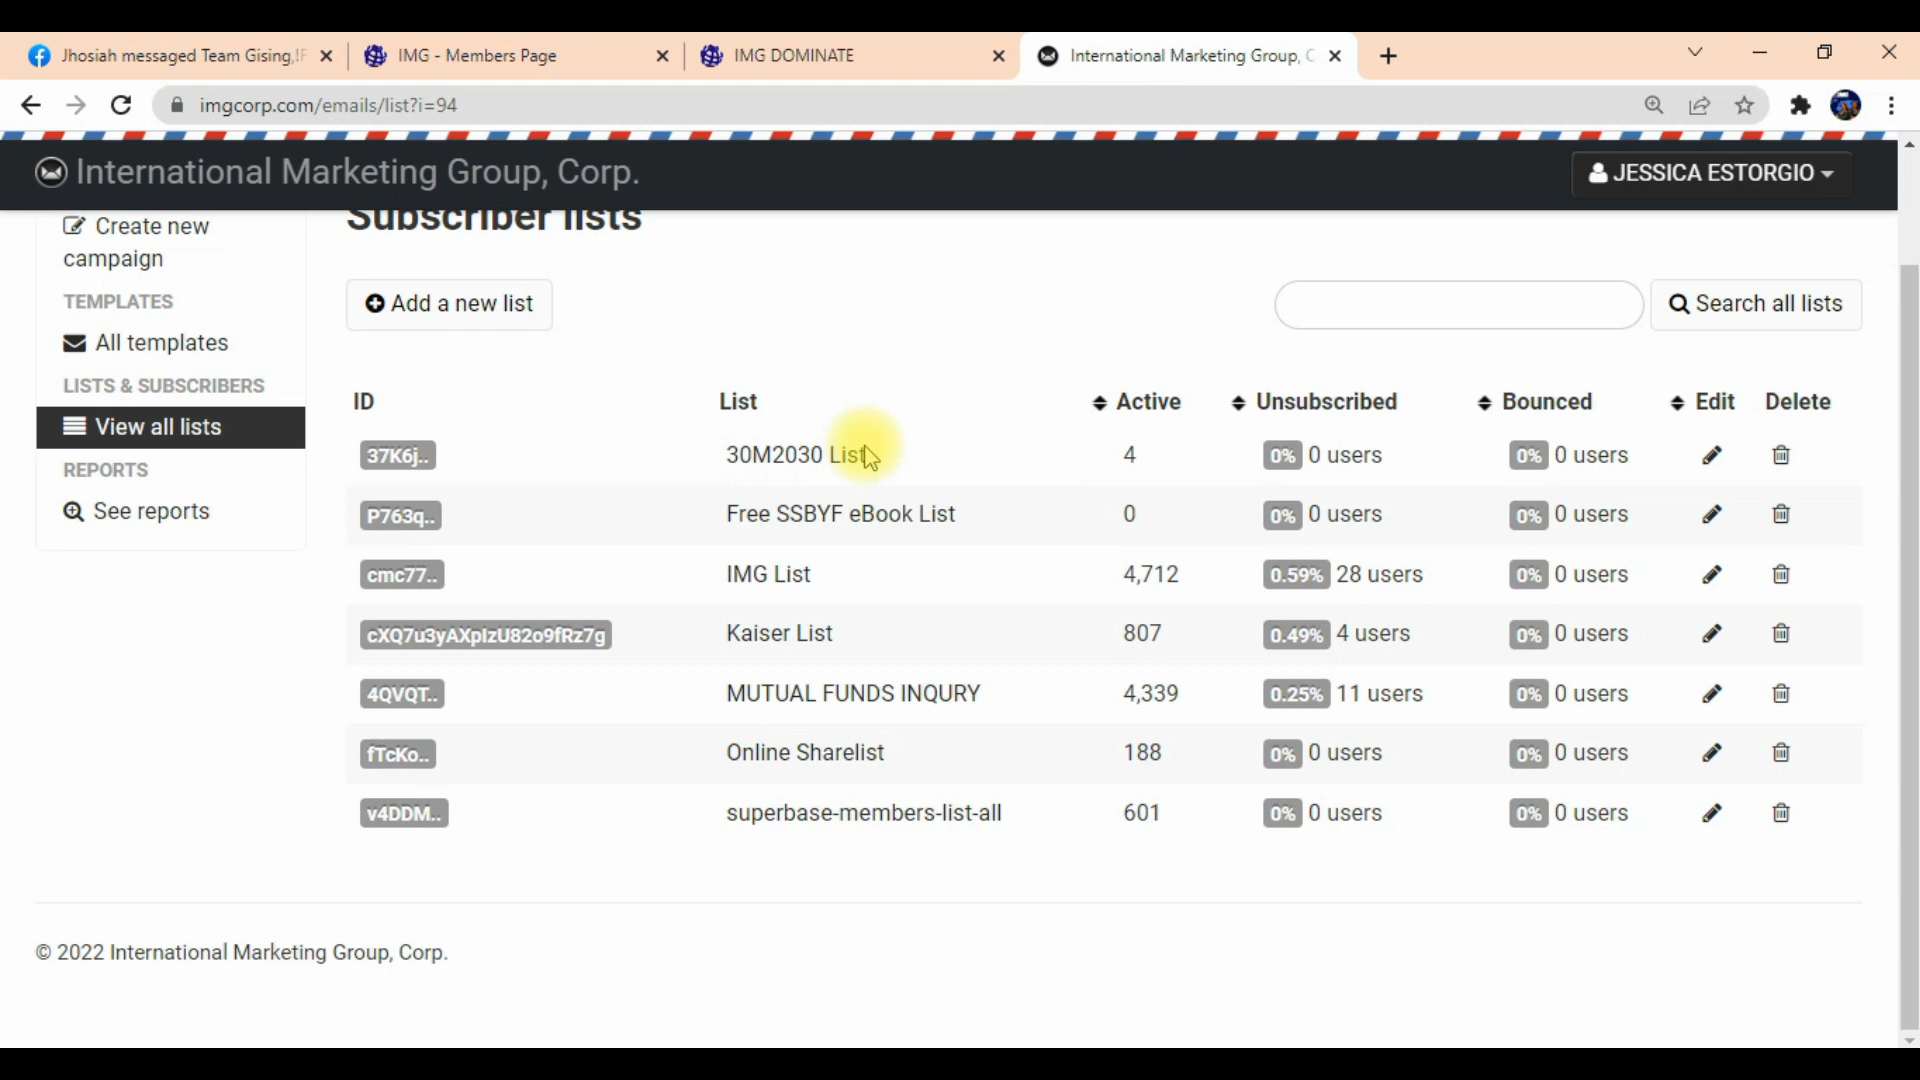 Jhosiah messaged Team Gising,!F
IMG - Members Page
IMG DOMINATE
International Marketing Group, C
imgcorp.com/emails/list?i=94
International Marketing Group, Corp.
JESSICA ESTORGIO
Create new
campaign
TEMPLATES
All templates
LISTS & SUBSCRIBERS
View all lists
REPORTS
See reports
Subscriber lists
Add a new list
Search all lists
ID List Active Unsubscribed Bounced Edit Delete
37K6j.. 30M2030 List 4 0% 0 users 0% 0 users
P763q.. Free SSBYF eBook List 0 0% 0 users 0% 0 users
cmc77.. IMG List 4,712 0.59% 28 users 0% 0 users
cXQ7u3yAXpIzU82o9fRz7g Kaiser List 807 0.49% 4 users 0% 0 users
4QVQT.. MUTUAL FUNDS INQURY 4,339 0.25% 11 users 0% 0 users
fTcKo.. Online Sharelist 188 0% 0 users 0% 0 users
v4DDM.. superbase-members-list-all 601 0% 0 users 0% 0 users
© 2022 International Marketing Group, Corp.